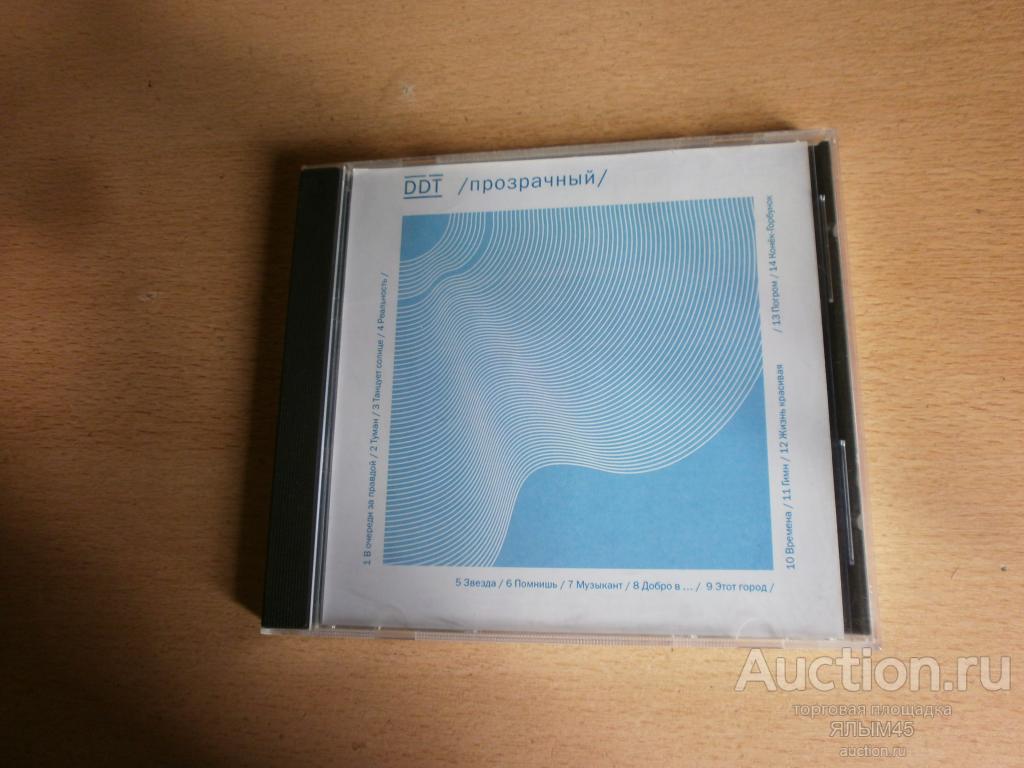 DDT /прозрачный/
1 В очереди за правдой / 2 Туман / 3 Танцует солнце / 4 Реальность /
5 Звезда / 6 Помнишь / 7 Музыкант / 8 Добро в ... / 9 Этот город /
10 Времена / 11 Гимн / 12 Жизнь красивая
/ 13 Погром / 14 Конёк-Горбунок
Auction.ru
торговая площадка
ЯЛЫМ45
auction.ru